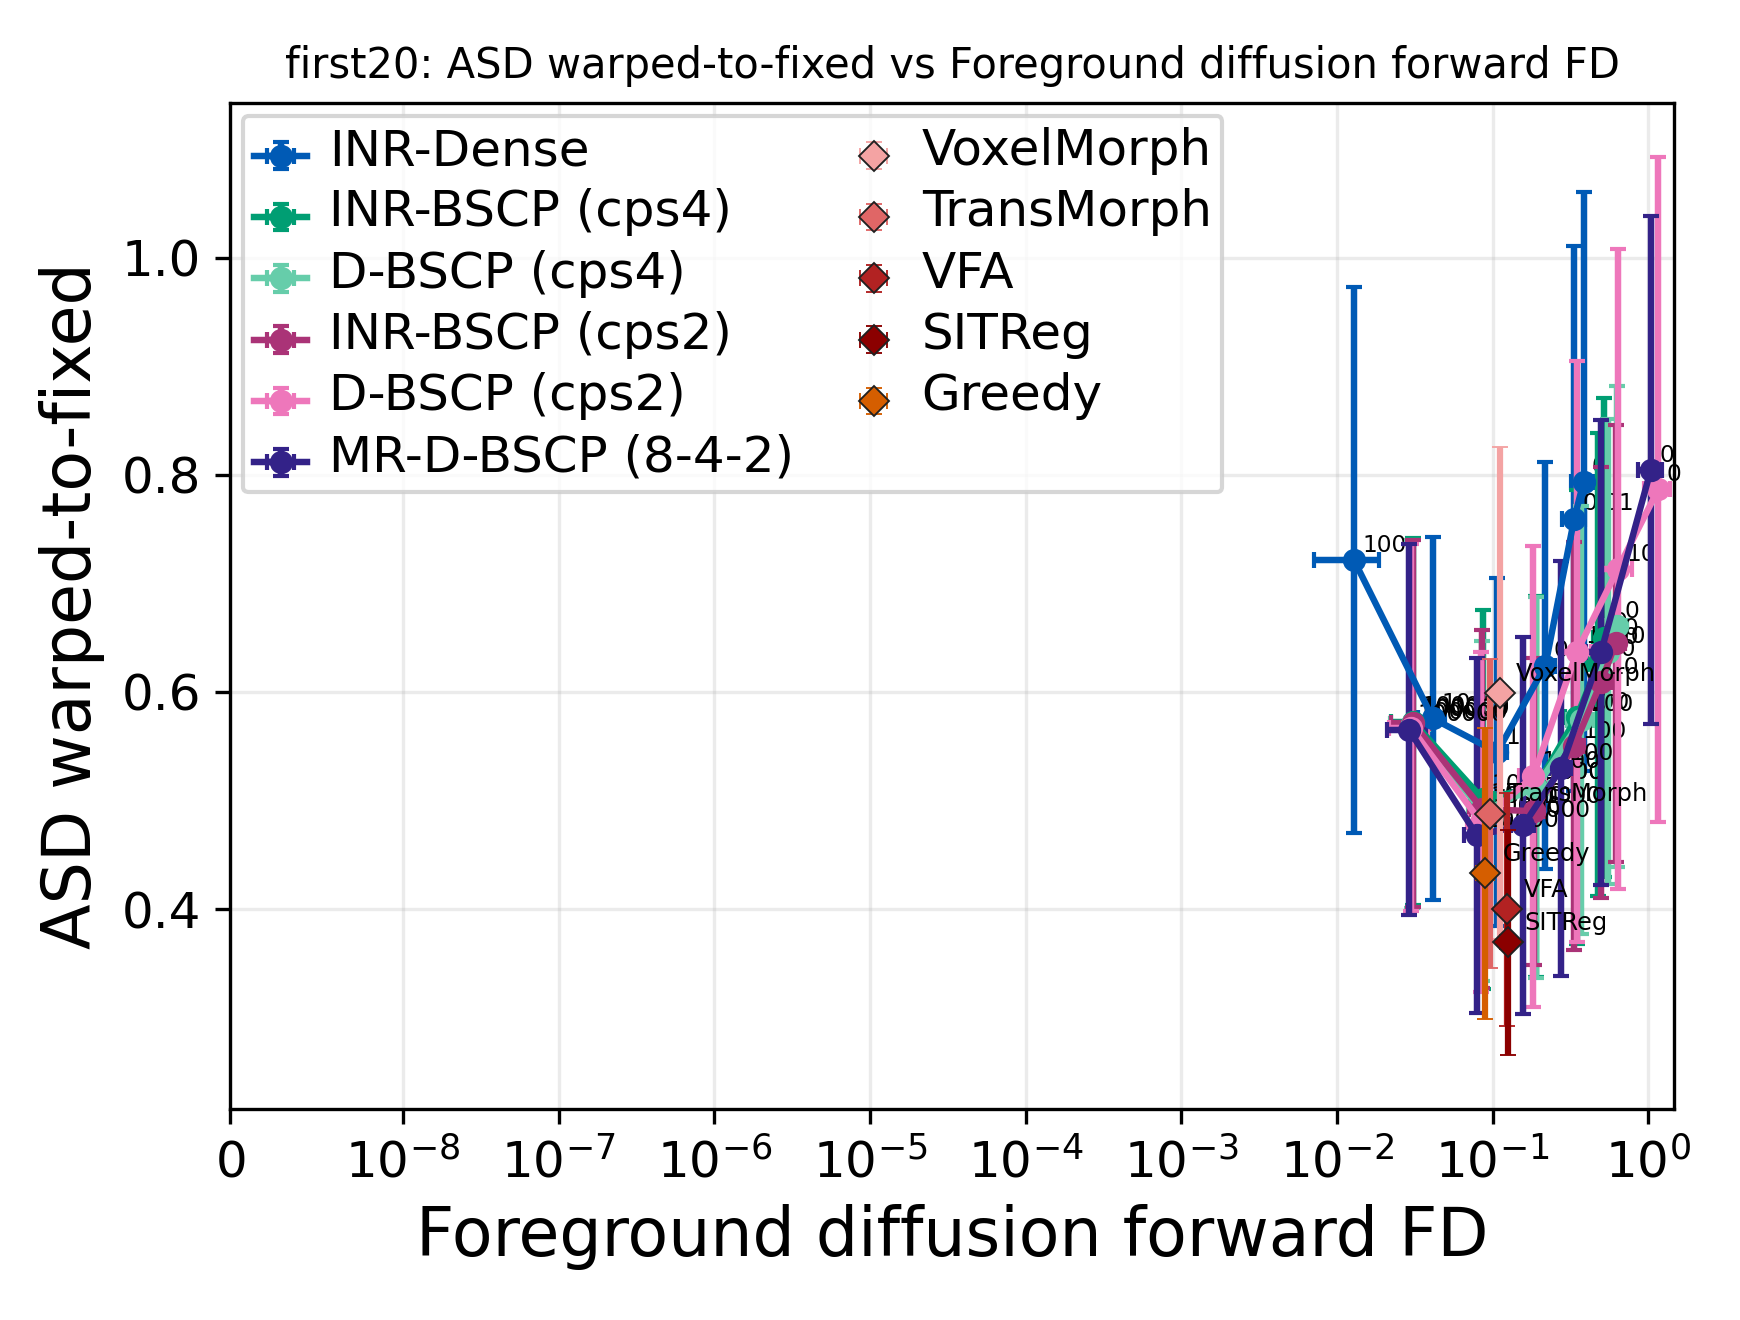 first20: ASD warped-to-fixed vs Foreground diffusion forward FD
INR-Dense
INR-BSCP (cps4)
D-BSCP (cps4)
INR-BSCP (cps2)
D-BSCP (cps2)
MR-D-BSCP (8-4-2)
VoxelMorph
TransMorph
VFA
SITReg
Greedy
ASD warped-to-fixed
1.0
0.8
0.6
0.4
100
VoxelMorph
TransMorph
Greedy
VFA
SITReg
0
10⁻⁸
10⁻⁷
10⁻⁶
10⁻⁵
10⁻⁴
10⁻³
10⁻²
10⁻¹
10⁰
Foreground diffusion forward FD